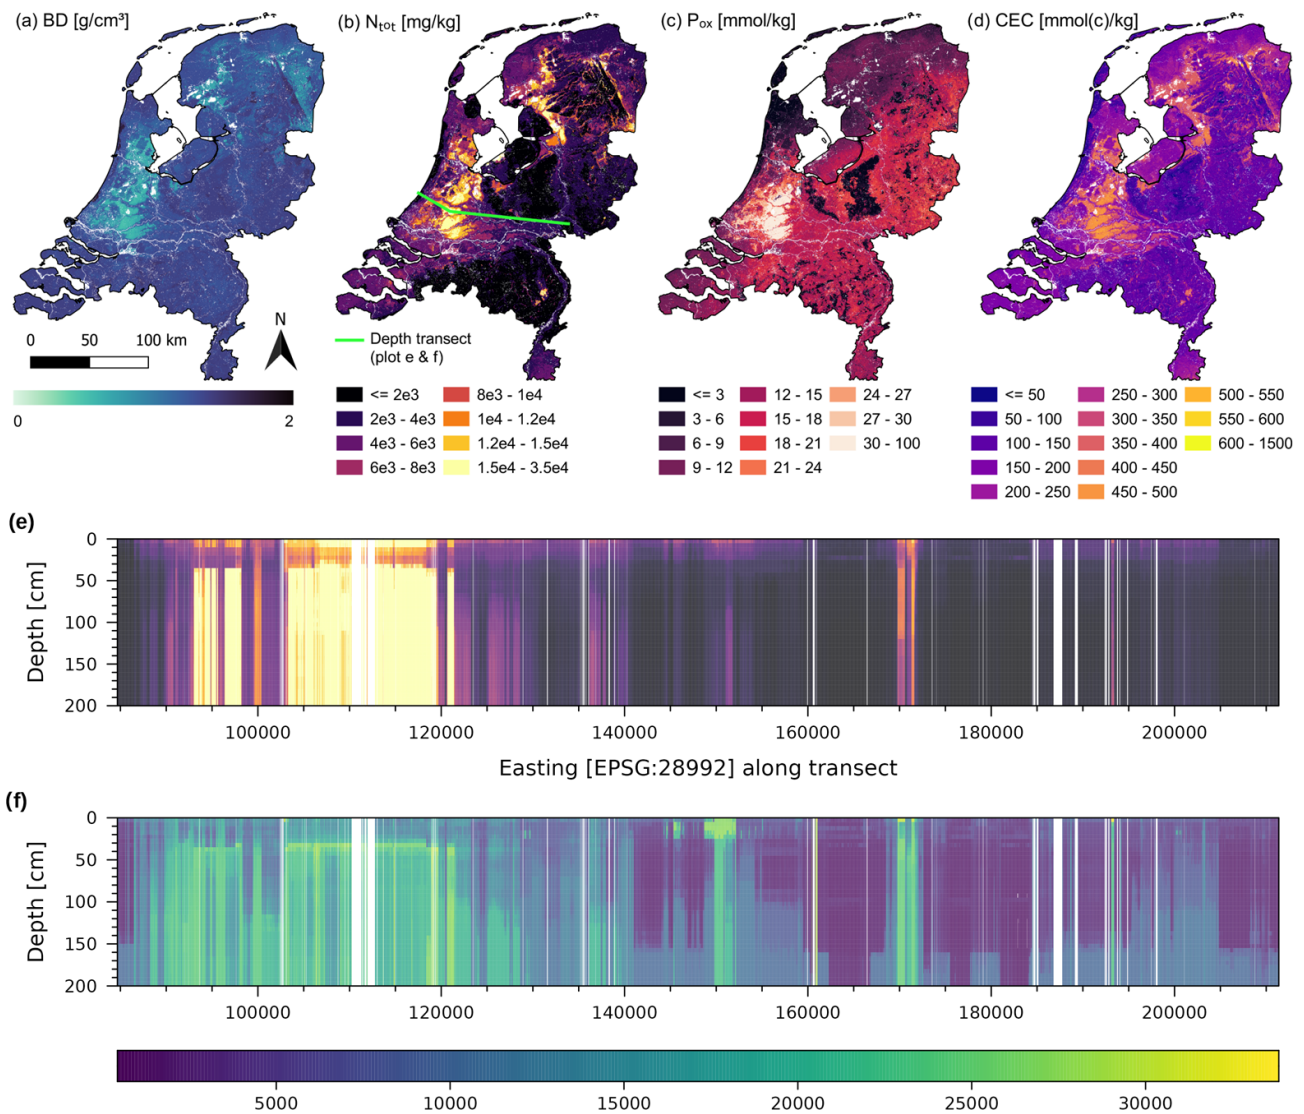 (a) BD [g/cm³]
(b) Ntot [mg/kg]
(c) Pox [mmol/kg]
(d) CEC [mmol(c)/kg]
0 50 100 km
N
0 2
Depth transect
(plot e & f)
<= 2e3
2e3 - 4e3
4e3 - 6e3
6e3 - 8e3
8e3 - 1e4
1e4 - 1.2e4
1.2e4 - 1.5e4
1.5e4 - 3.5e4
<= 3
3 - 6
6 - 9
9 - 12
12 - 15
15 - 18
18 - 21
21 - 24
24 - 27
27 - 30
30 - 100
<= 50
50 - 100
100 - 150
150 - 200
200 - 250
250 - 300
300 - 350
350 - 400
400 - 450
450 - 500
500 - 550
550 - 600
600 - 1500
(e)
Depth [cm]
0
50
100
150
200
100000 120000 140000 160000 180000 200000
Easting [EPSG:28992] along transect
(f)
Depth [cm]
0
50
100
150
200
100000 120000 140000 160000 180000 200000
5000 10000 15000 20000 25000 30000